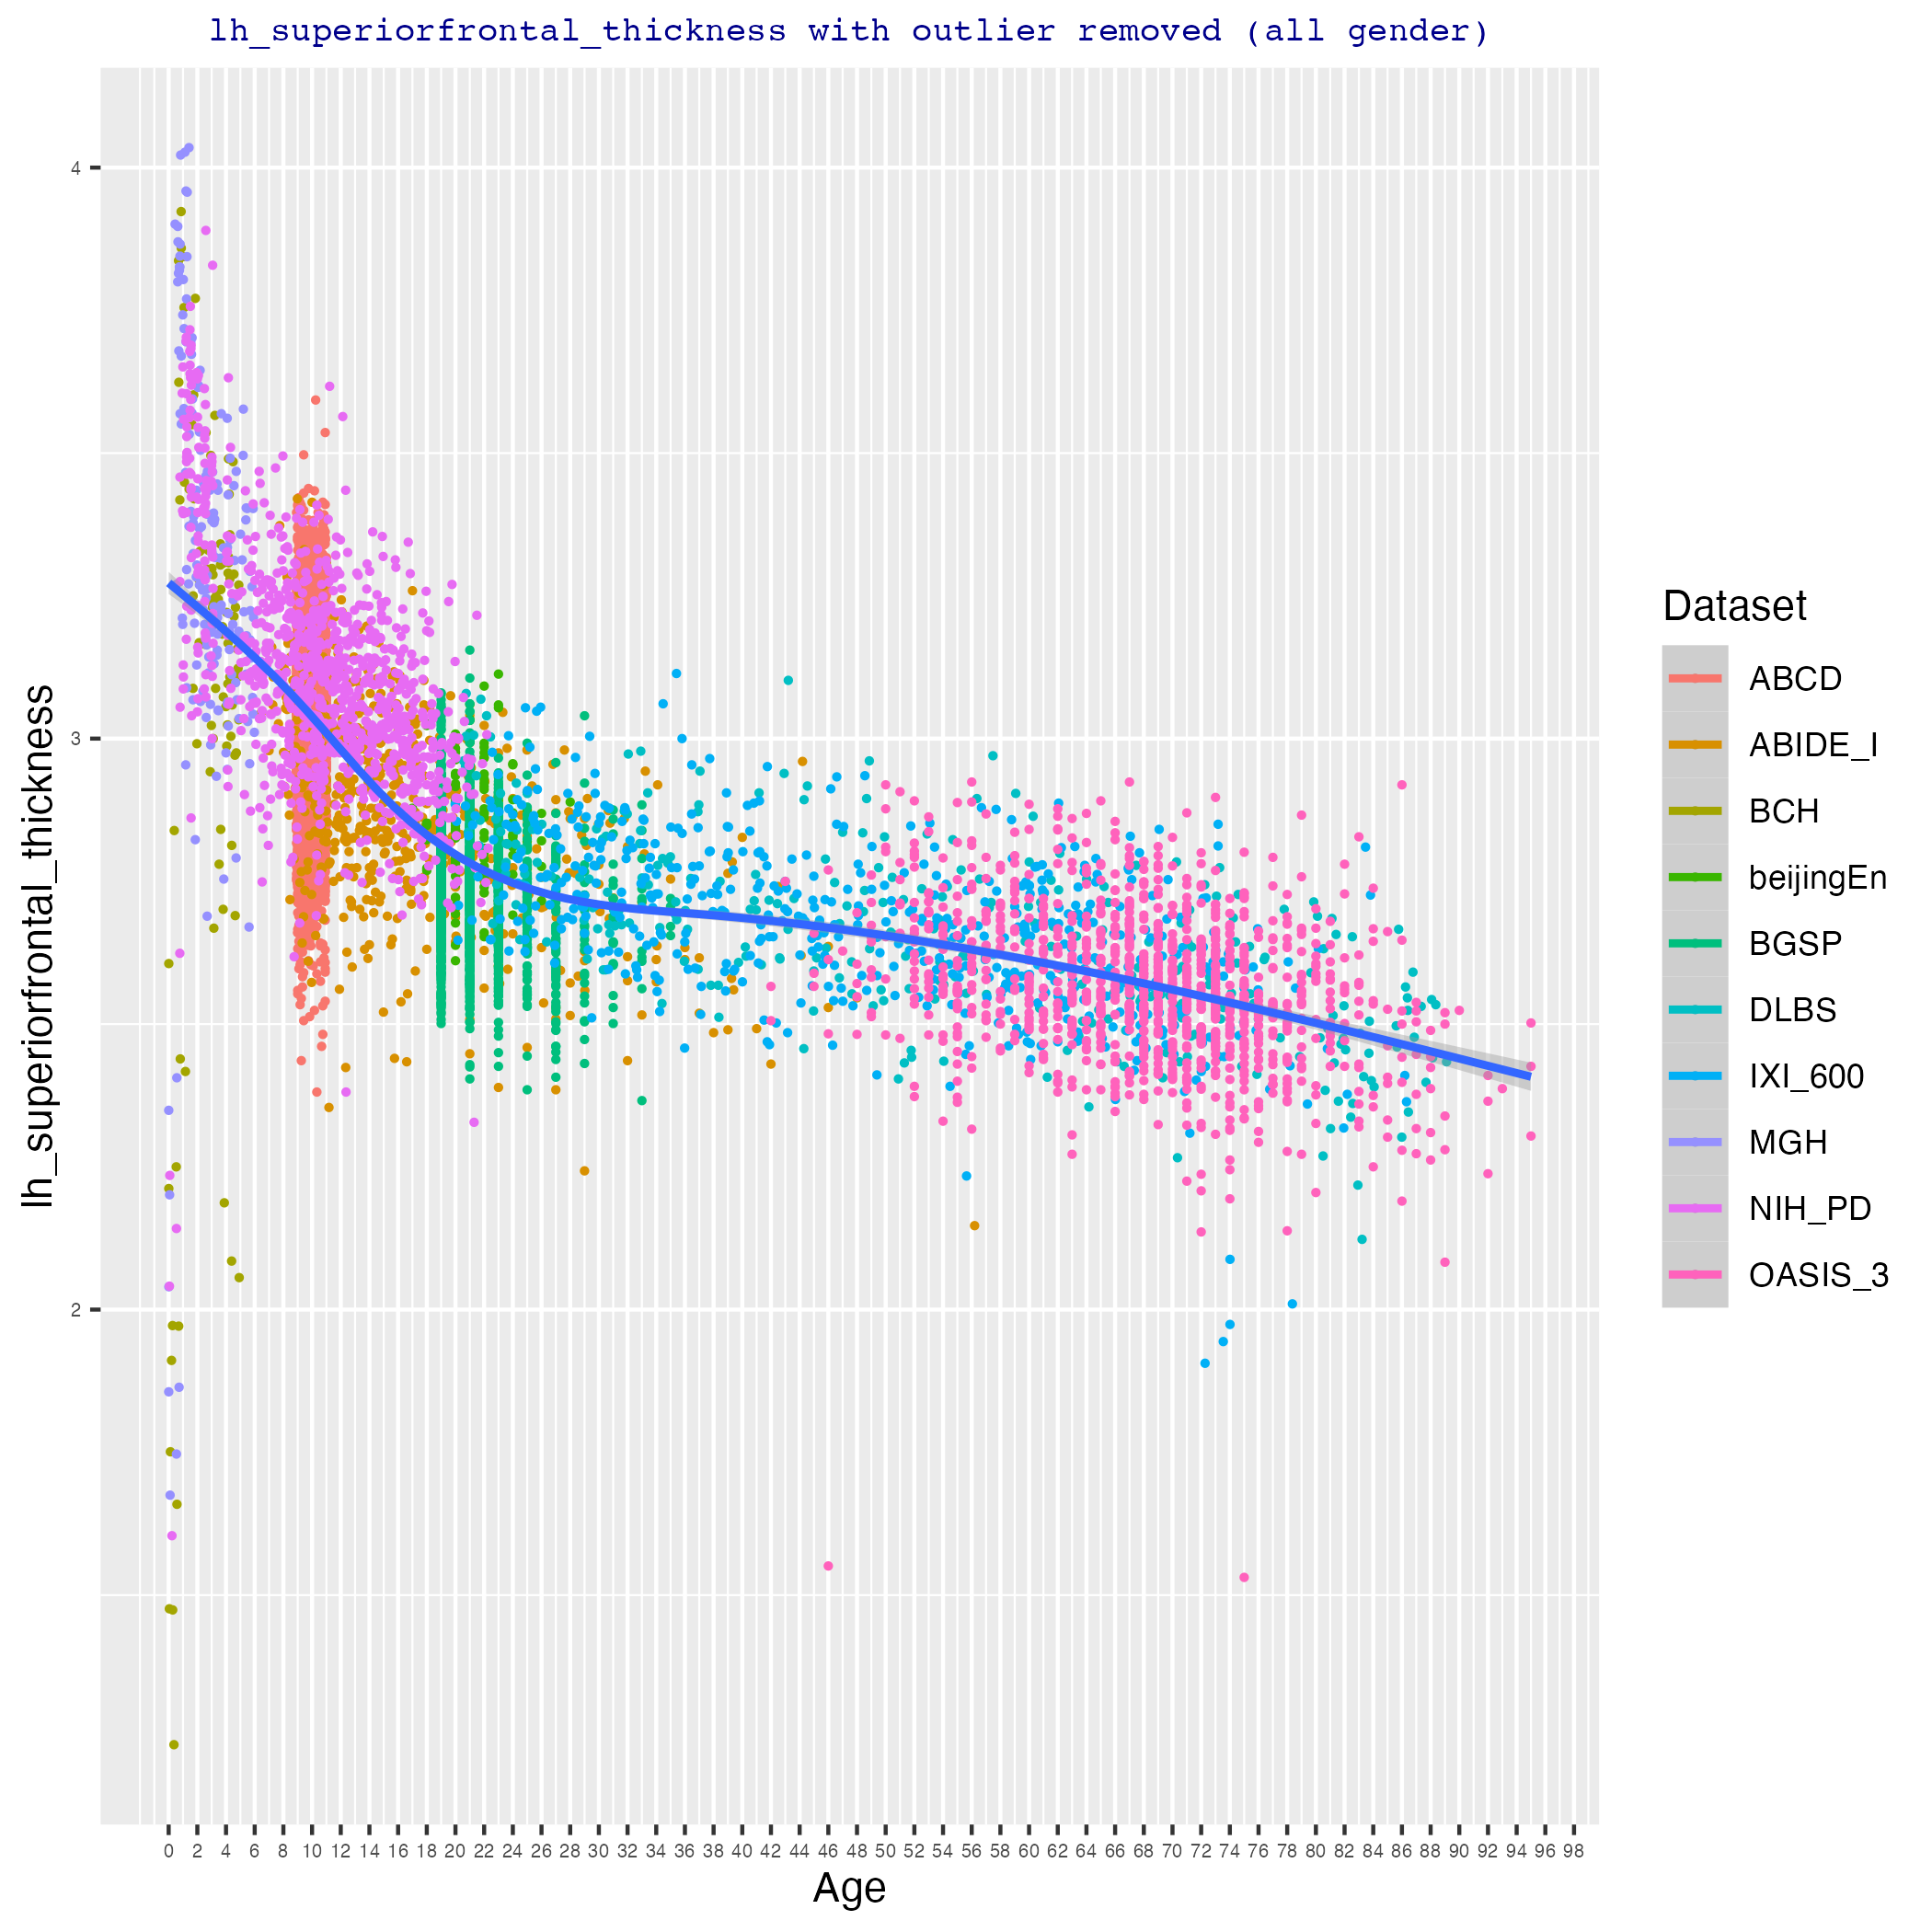 lh_superiorfrontal_thickness with outlier removed (all gender)
lh_superiorfrontal_thickness
4
3
2
0 2 4 6 8 10 12 14 16 18 20 22 24 26 28 30 32 34 36 38 40 42 44 46 48 50 52 54 56 58 60 62 64 66 68 70 72 74 76 78 80 82 84 86 88 90 92 94 96 98
Age
Dataset
ABCD
ABIDE_I
BCH
beijingEn
BGSP
DLBS
IXI_600
MGH
NIH_PD
OASIS_3